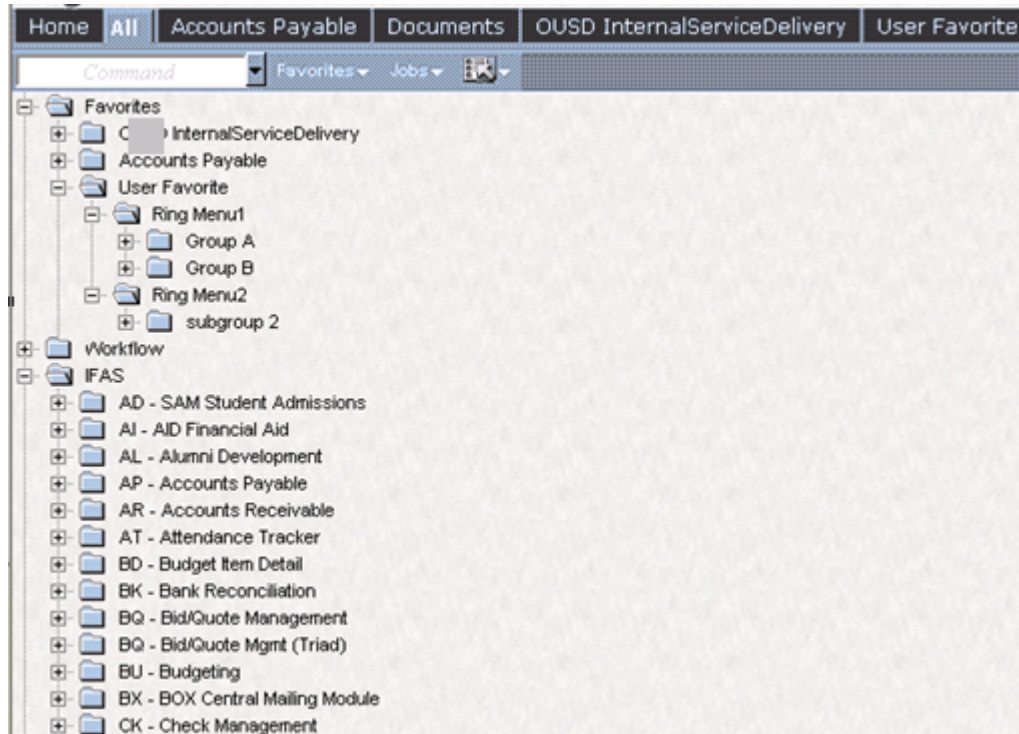 Home All Accounts Payable Documents OUSD InternalServiceDelivery User Favorite
Command Favorites Jobs
Favorites
InternalServiceDelivery
Accounts Payable
User Favorite
Ring Menu1
Group A
Group B
Ring Menu2
subgroup 2
Workflow
IFAS
AD - SAM Student Admissions
AI - AID Financial Aid
AL - Alumni Development
AP - Accounts Payable
AR - Accounts Receivable
AT - Attendance Tracker
BD - Budget Item Detail
BK - Bank Reconciliation
BQ - Bid/Quote Management
BQ - Bid/Quote Mgmt (Triad)
BU - Budgeting
BX - BOX Central Mailing Module
CK - Check Management